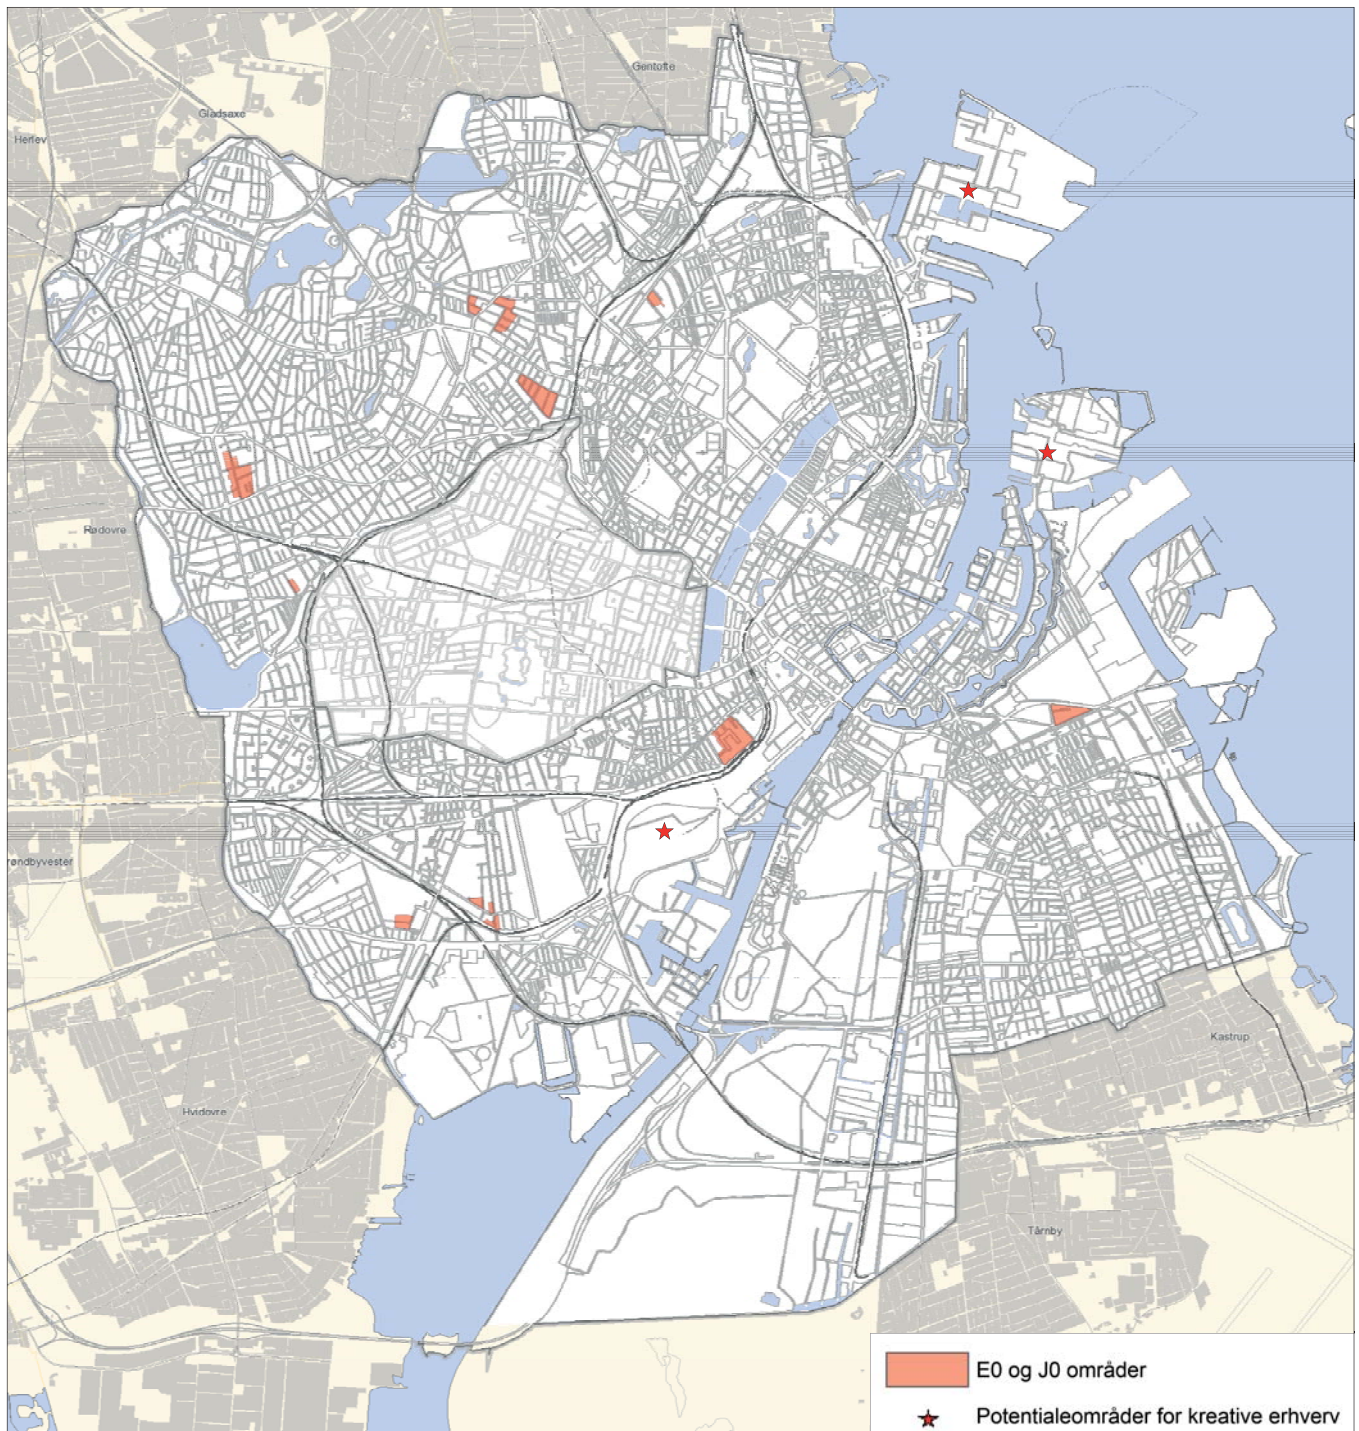 Gentofte
Gladsaxe
Herlev
Rødovre
røndbyvester
Kastrup
Hvidovre
Tårnby
E0 og J0 områder
Potentialeområder for kreative erhverv